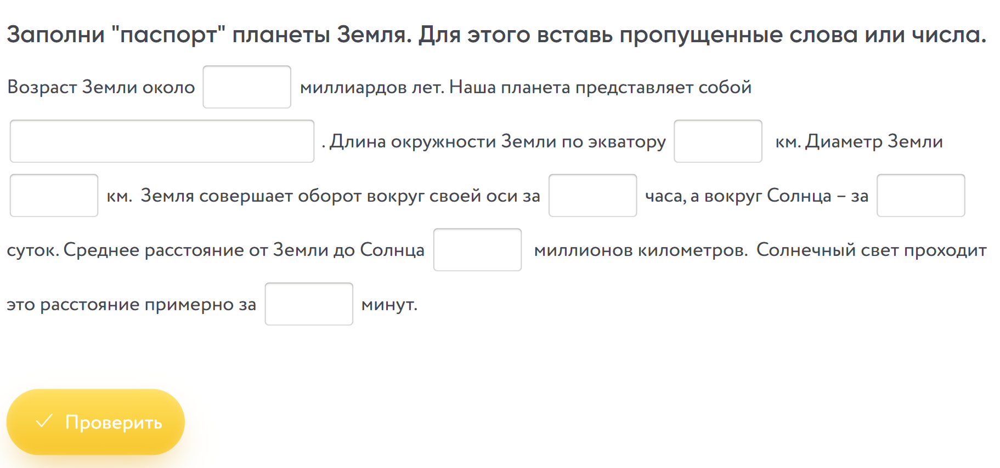 Заполни "паспорт" планеты Земля. Для этого вставь пропущенные слова или числа.
Возраст Земли около миллиардов лет. Наша планета представляет собой
. Длина окружности Земли по экватору км. Диаметр Земли
км. Земля совершает оборот вокруг своей оси за часа, а вокруг Солнца – за
суток. Среднее расстояние от Земли до Солнца миллионов километров. Солнечный свет проходит
это расстояние примерно за минут.
Проверить